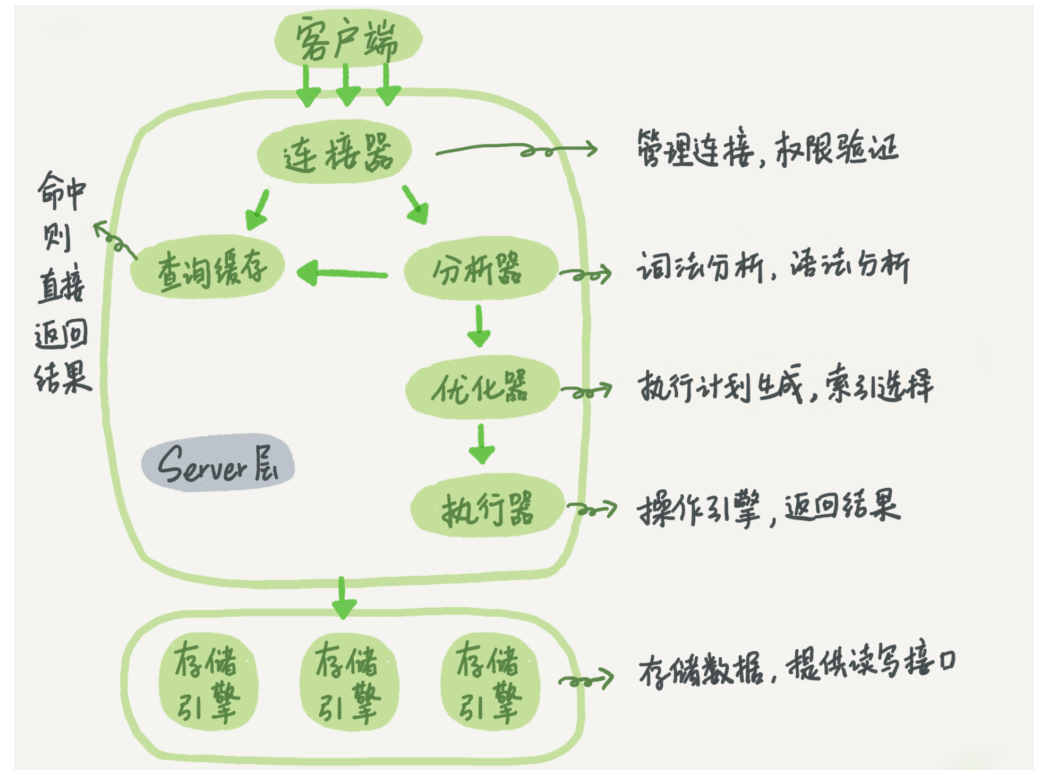 客户端
连接器
管理连接，权限验证
命中
则
直接
返回
结果
查询缓存
分析器
词法分析，语法分析
优化器
执行计划生成，索引选择
Server层
执行器
操作引擎，返回结果
存储
引擎
存储
引擎
存储
引擎
存储数据，提供读写接口